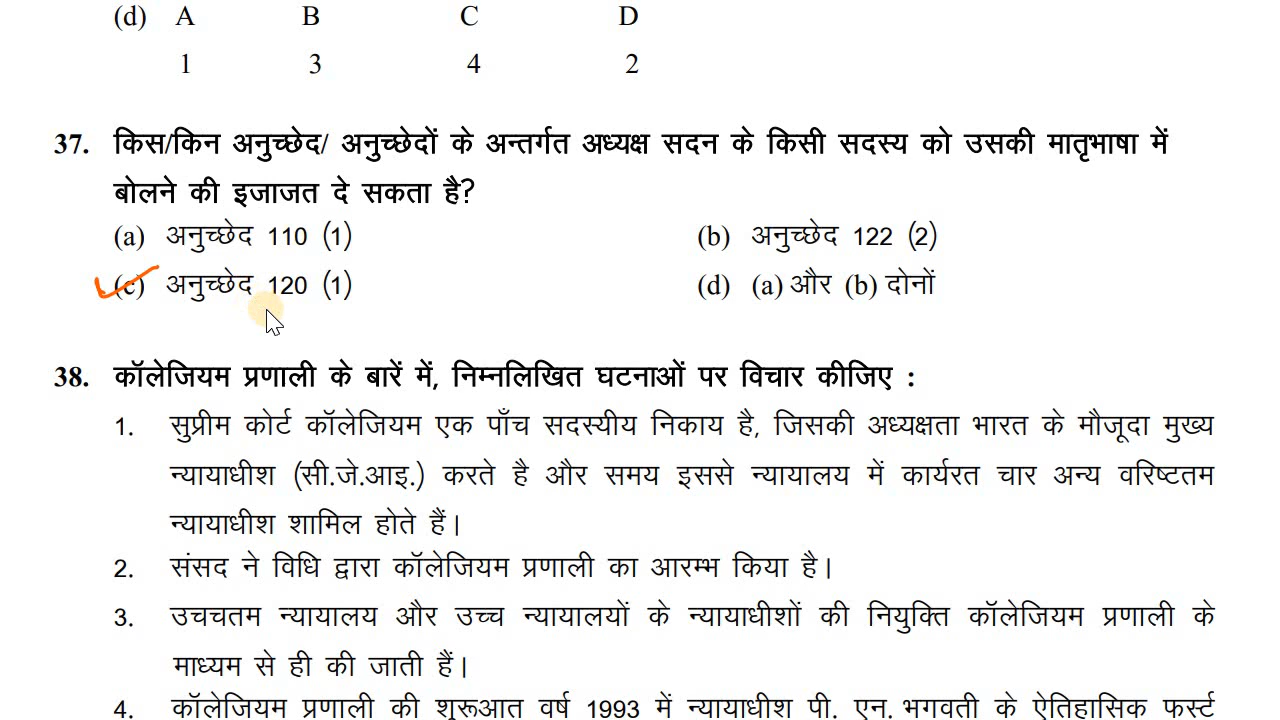 (d) A B C D
1 3 4 2
37. किस/किन अनुच्छेद/ अनुच्छेदों के अन्तर्गत अध्यक्ष सदन के किसी सदस्य को उसकी मातृभाषा में
बोलने की इजाजत दे सकता है?
(a) अनुच्छेद 110 (1) (b) अनुच्छेद 122 (2)
(c) अनुच्छेद 120 (1) (d) (a) और (b) दोनों
38. कॉलेजियम प्रणाली के बारें में, निम्नलिखित घटनाओं पर विचार कीजिए :
1. सुप्रीम कोर्ट कॉलेजियम एक पाँच सदस्यीय निकाय है, जिसकी अध्यक्षता भारत के मौजूदा मुख्य
न्यायाधीश (सी.जे.आइ.) करते है और समय इससे न्यायालय में कार्यरत चार अन्य वरिष्टतम
न्यायाधीश शामिल होते हैं।
2. संसद ने विधि द्वारा कॉलेजियम प्रणाली का आरम्भ किया है।
3. उचचतम न्यायालय और उच्च न्यायालयों के न्यायाधीशों की नियुक्ति कॉलेजियम प्रणाली के
माध्यम से ही की जाती हैं।
4. कॉलेजियम प्रणाली की शुरूआत वर्ष 1993 में न्यायाधीश पी. एन. भगवती के ऐतिहासिक फर्स्ट